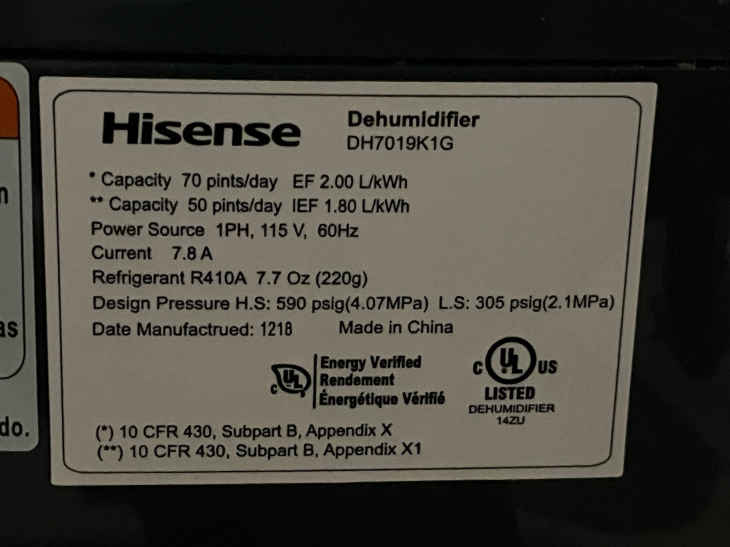 Hisense
Dehumidifier
DH7019K1G
* Capacity 70 pints/day EF 2.00 L/kWh
** Capacity 50 pints/day IEF 1.80 L/kWh
Power Source 1PH, 115 V, 60Hz
Current 7.8 A
Refrigerant R410A 7.7 Oz (220g)
Design Pressure H.S: 590 psig(4.07MPa) L.S: 305 psig(2.1MPa)
Date Manufactrued: 1218 Made in China
C UL
Energy Verified
Rendement
Énergétique Vérifié
C UL US
LISTED
DEHUMIDIFIER
14ZU
(*) 10 CFR 430, Subpart B, Appendix X
(**) 10 CFR 430, Subpart B, Appendix X1
do.